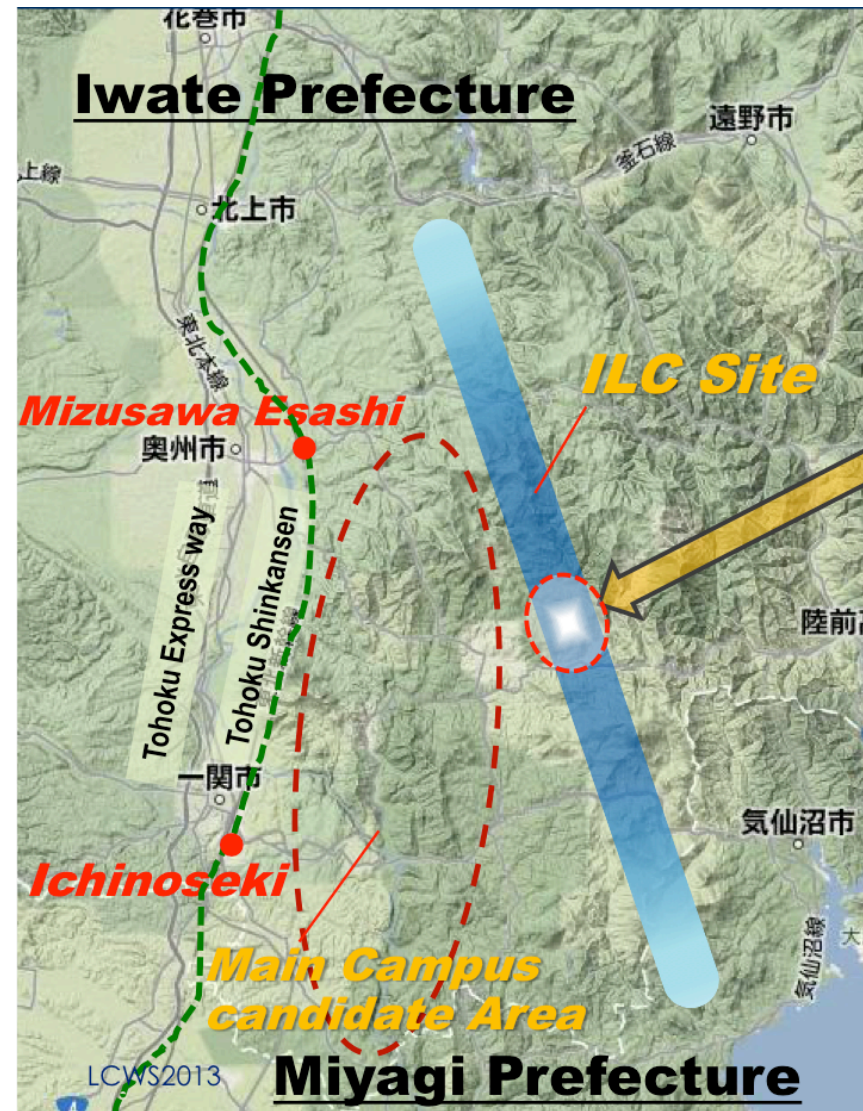 花巻市
Iwate Prefecture
遠野市
釜石線
上線
北上市
東北本線
ILC Site
Mizusawa Esashi
奥州市
Tohoku Express way
Tohoku Shinkansen
陸前高
一関市
気仙沼市
Ichinoseki
Main Campus
candidate Area
気仙沼線
大
LCWS2013
Miyagi Prefecture
4